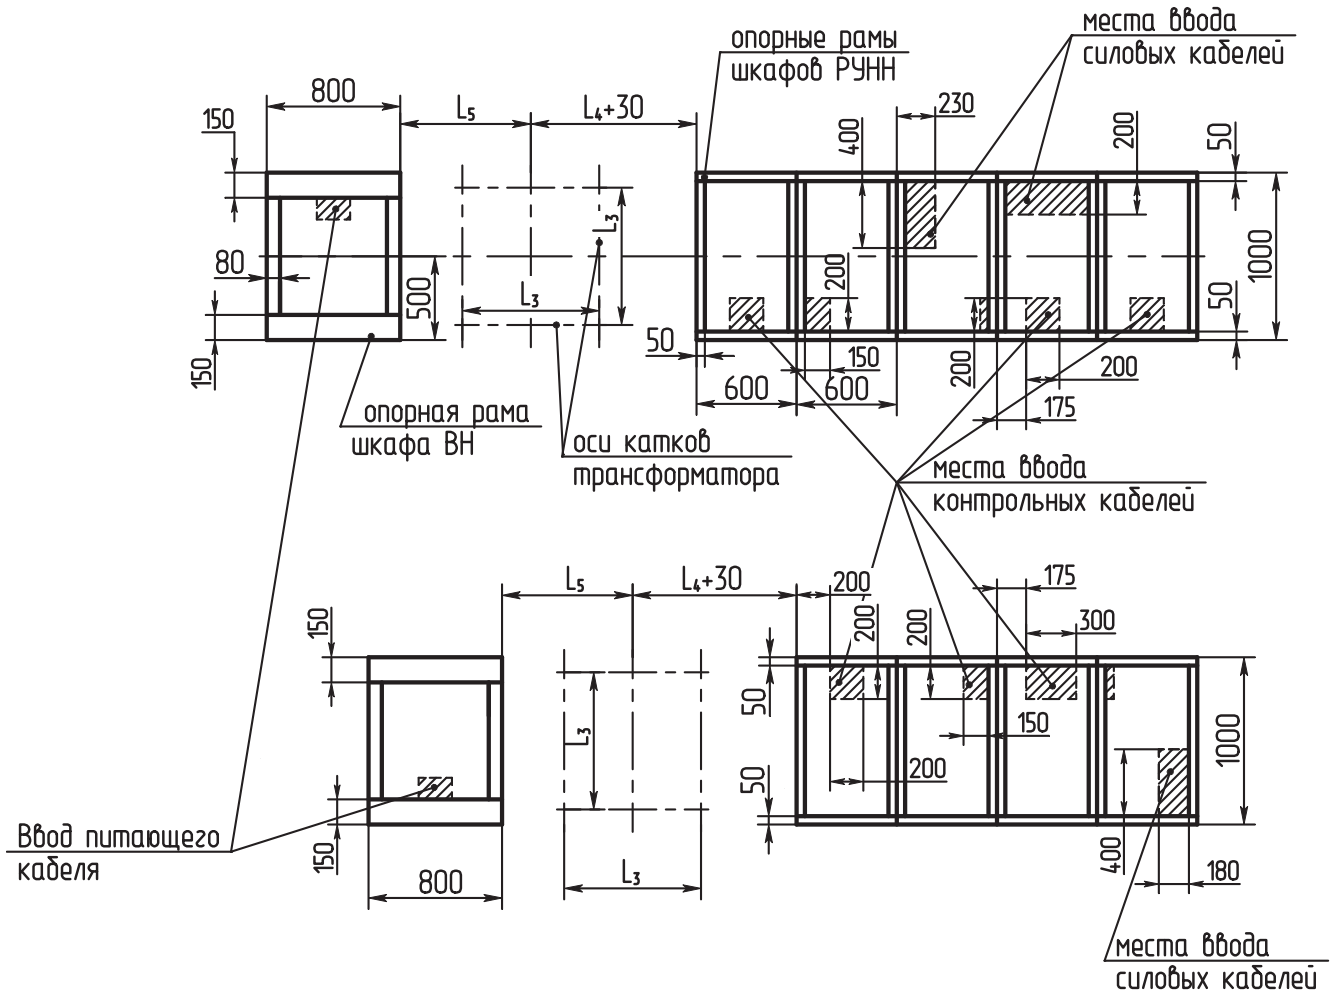 места ввода
силовых кабелей
опорные рамы
шкафов РУНН
800
L₅
L₄+30
230
150
400
200
50
L₃
1000
80
500
200
50
L₃
150
50
150
200
200
600
600
175
опорная рама
шкафа ВН
оси катков
трансформатора
места ввода
контрольных кабелей
L₅
L₄+30
200
175
150
200
200
300
50
L₃
150
1000
200
50
Ввод питающего
кабеля
150
800
L₃
400
180
места ввода
силовых кабелей